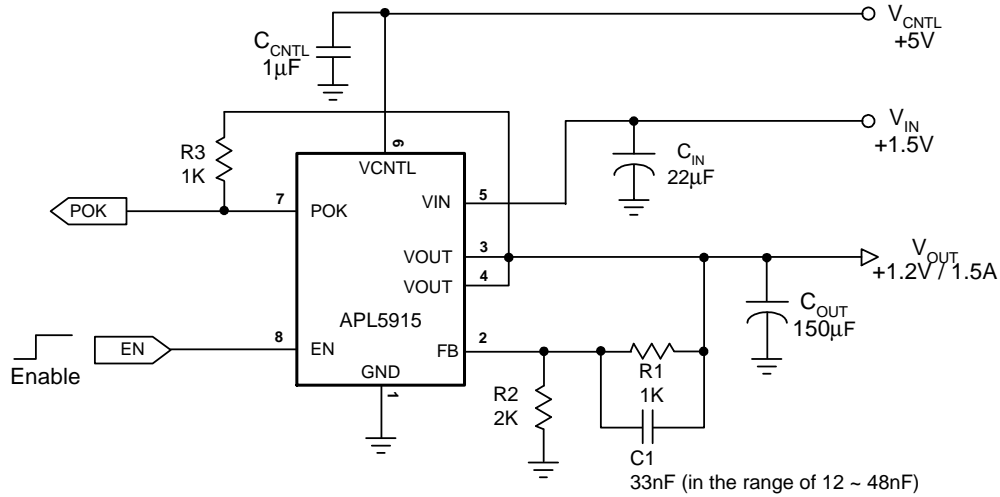 VCNTL
+5V
CCNTL
1μF
VIN
+1.5V
CIN
22μF
R3
1K
6
VCNTL
POK
7
POK
VIN
5
VOUT
3
VOUT
4
VOUT
+1.2V / 1.5A
COUT
150μF
APL5915
EN
8
EN
Enable
FB
2
GND
1
R1
1K
R2
2K
C1
33nF (in the range of 12 ~ 48nF)